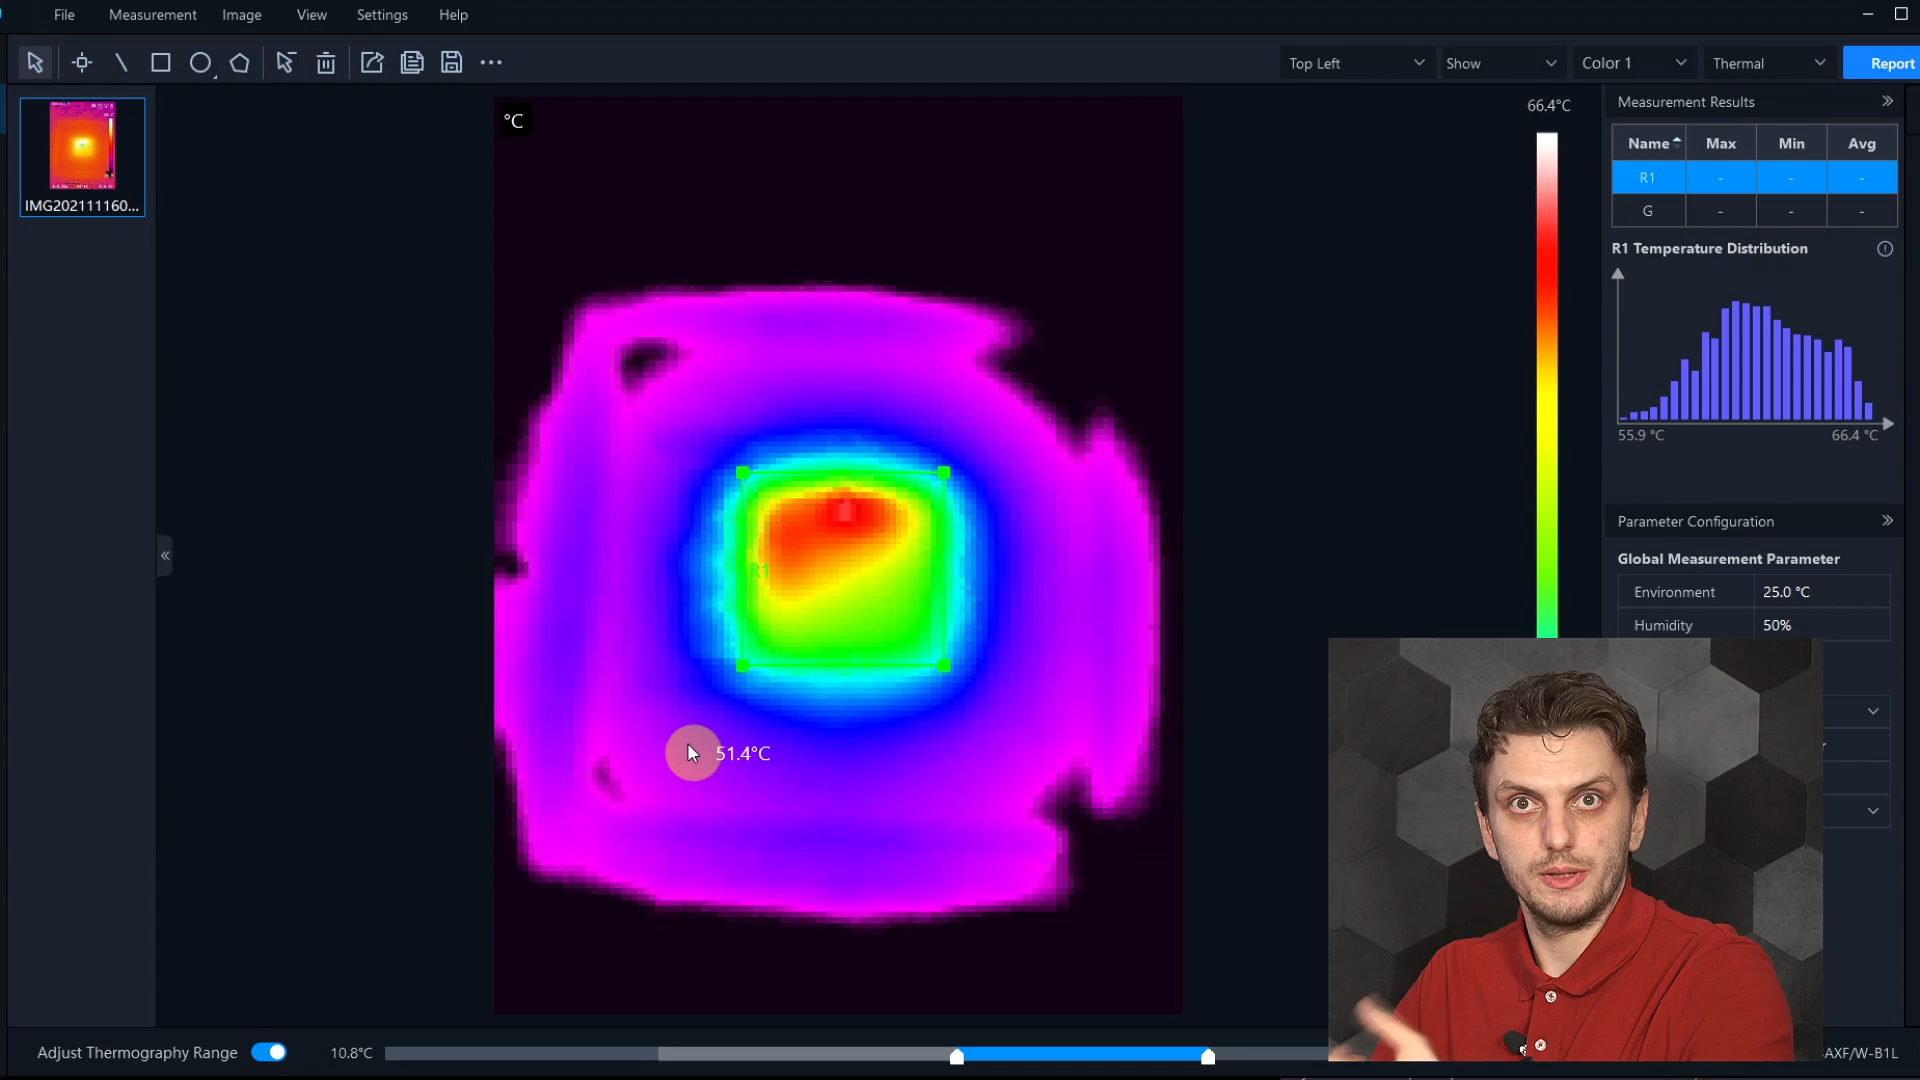 File Measurement Image View Settings Help
Top Left Show Color 1 Thermal Report
IMG202111160...
°C
66.4°C
R1
51.4°C
Measurement Results
Name Max Min Avg
R1 - - -
G - - -
R1 Temperature Distribution
55.9 °C 66.4 °C
Parameter Configuration
Global Measurement Parameter
Environment 25.0 °C
Humidity 50%
Adjust Thermography Range 10.8°C
AXF/W-B1L